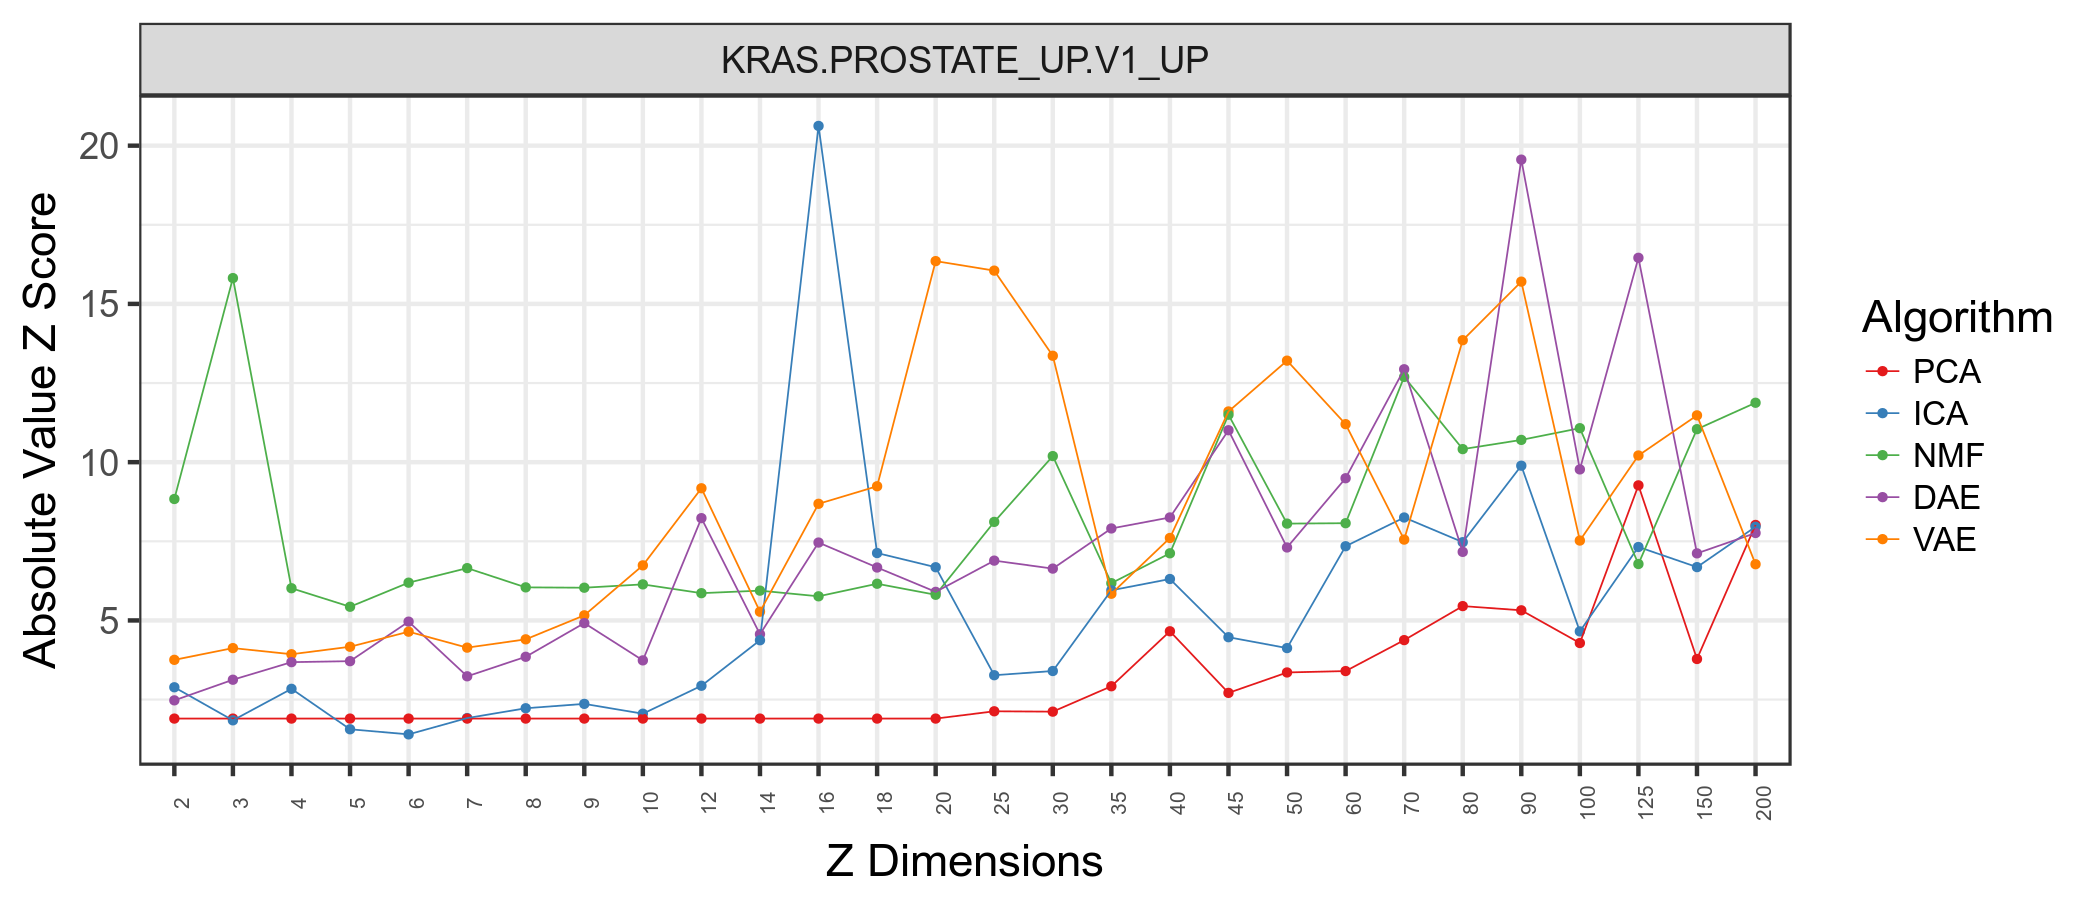 KRAS.PROSTATE_UP.V1_UP
Absolute Value Z Score
20
15
10
5
2 3 4 5 6 7 8 9 10 12 14 16 18 20 25 30 35 40 45 50 60 70 80 90 100 125 150 200
Z Dimensions
Algorithm
PCA
ICA
NMF
DAE
VAE